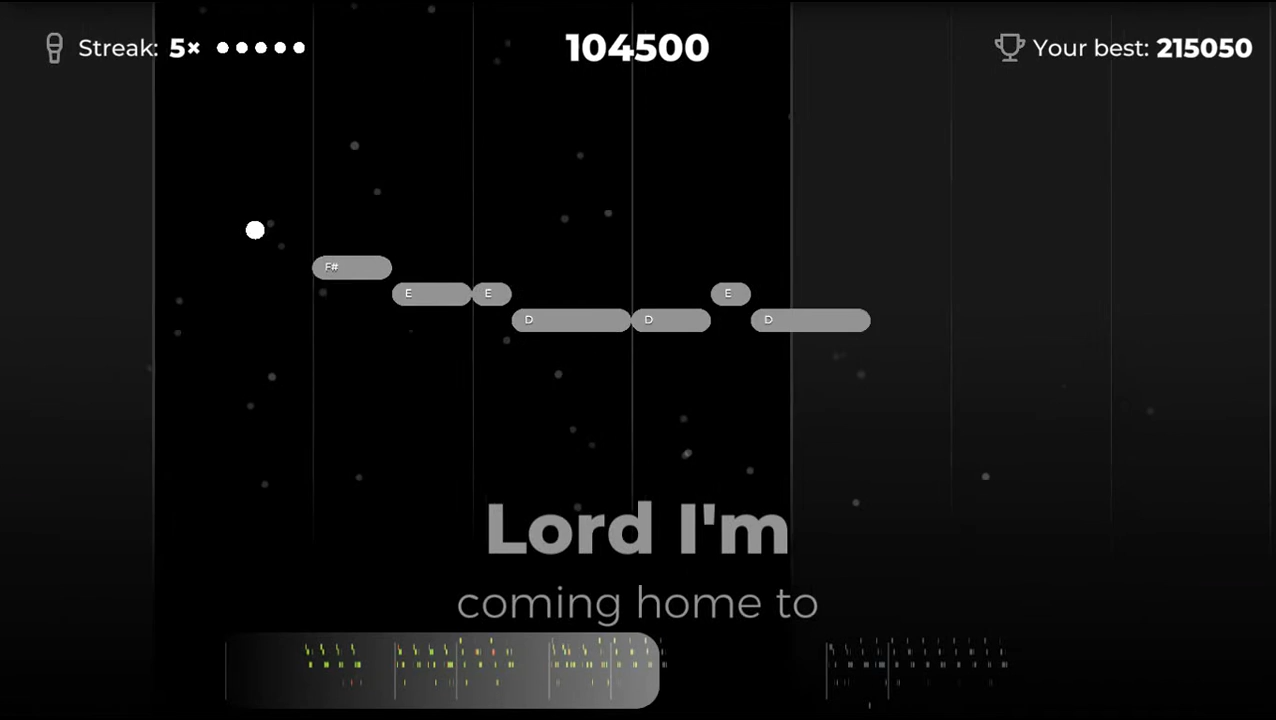 Streak: 5×
104500
Your best: 215050
F#
E E E
D D D
Lord I'm
coming home to